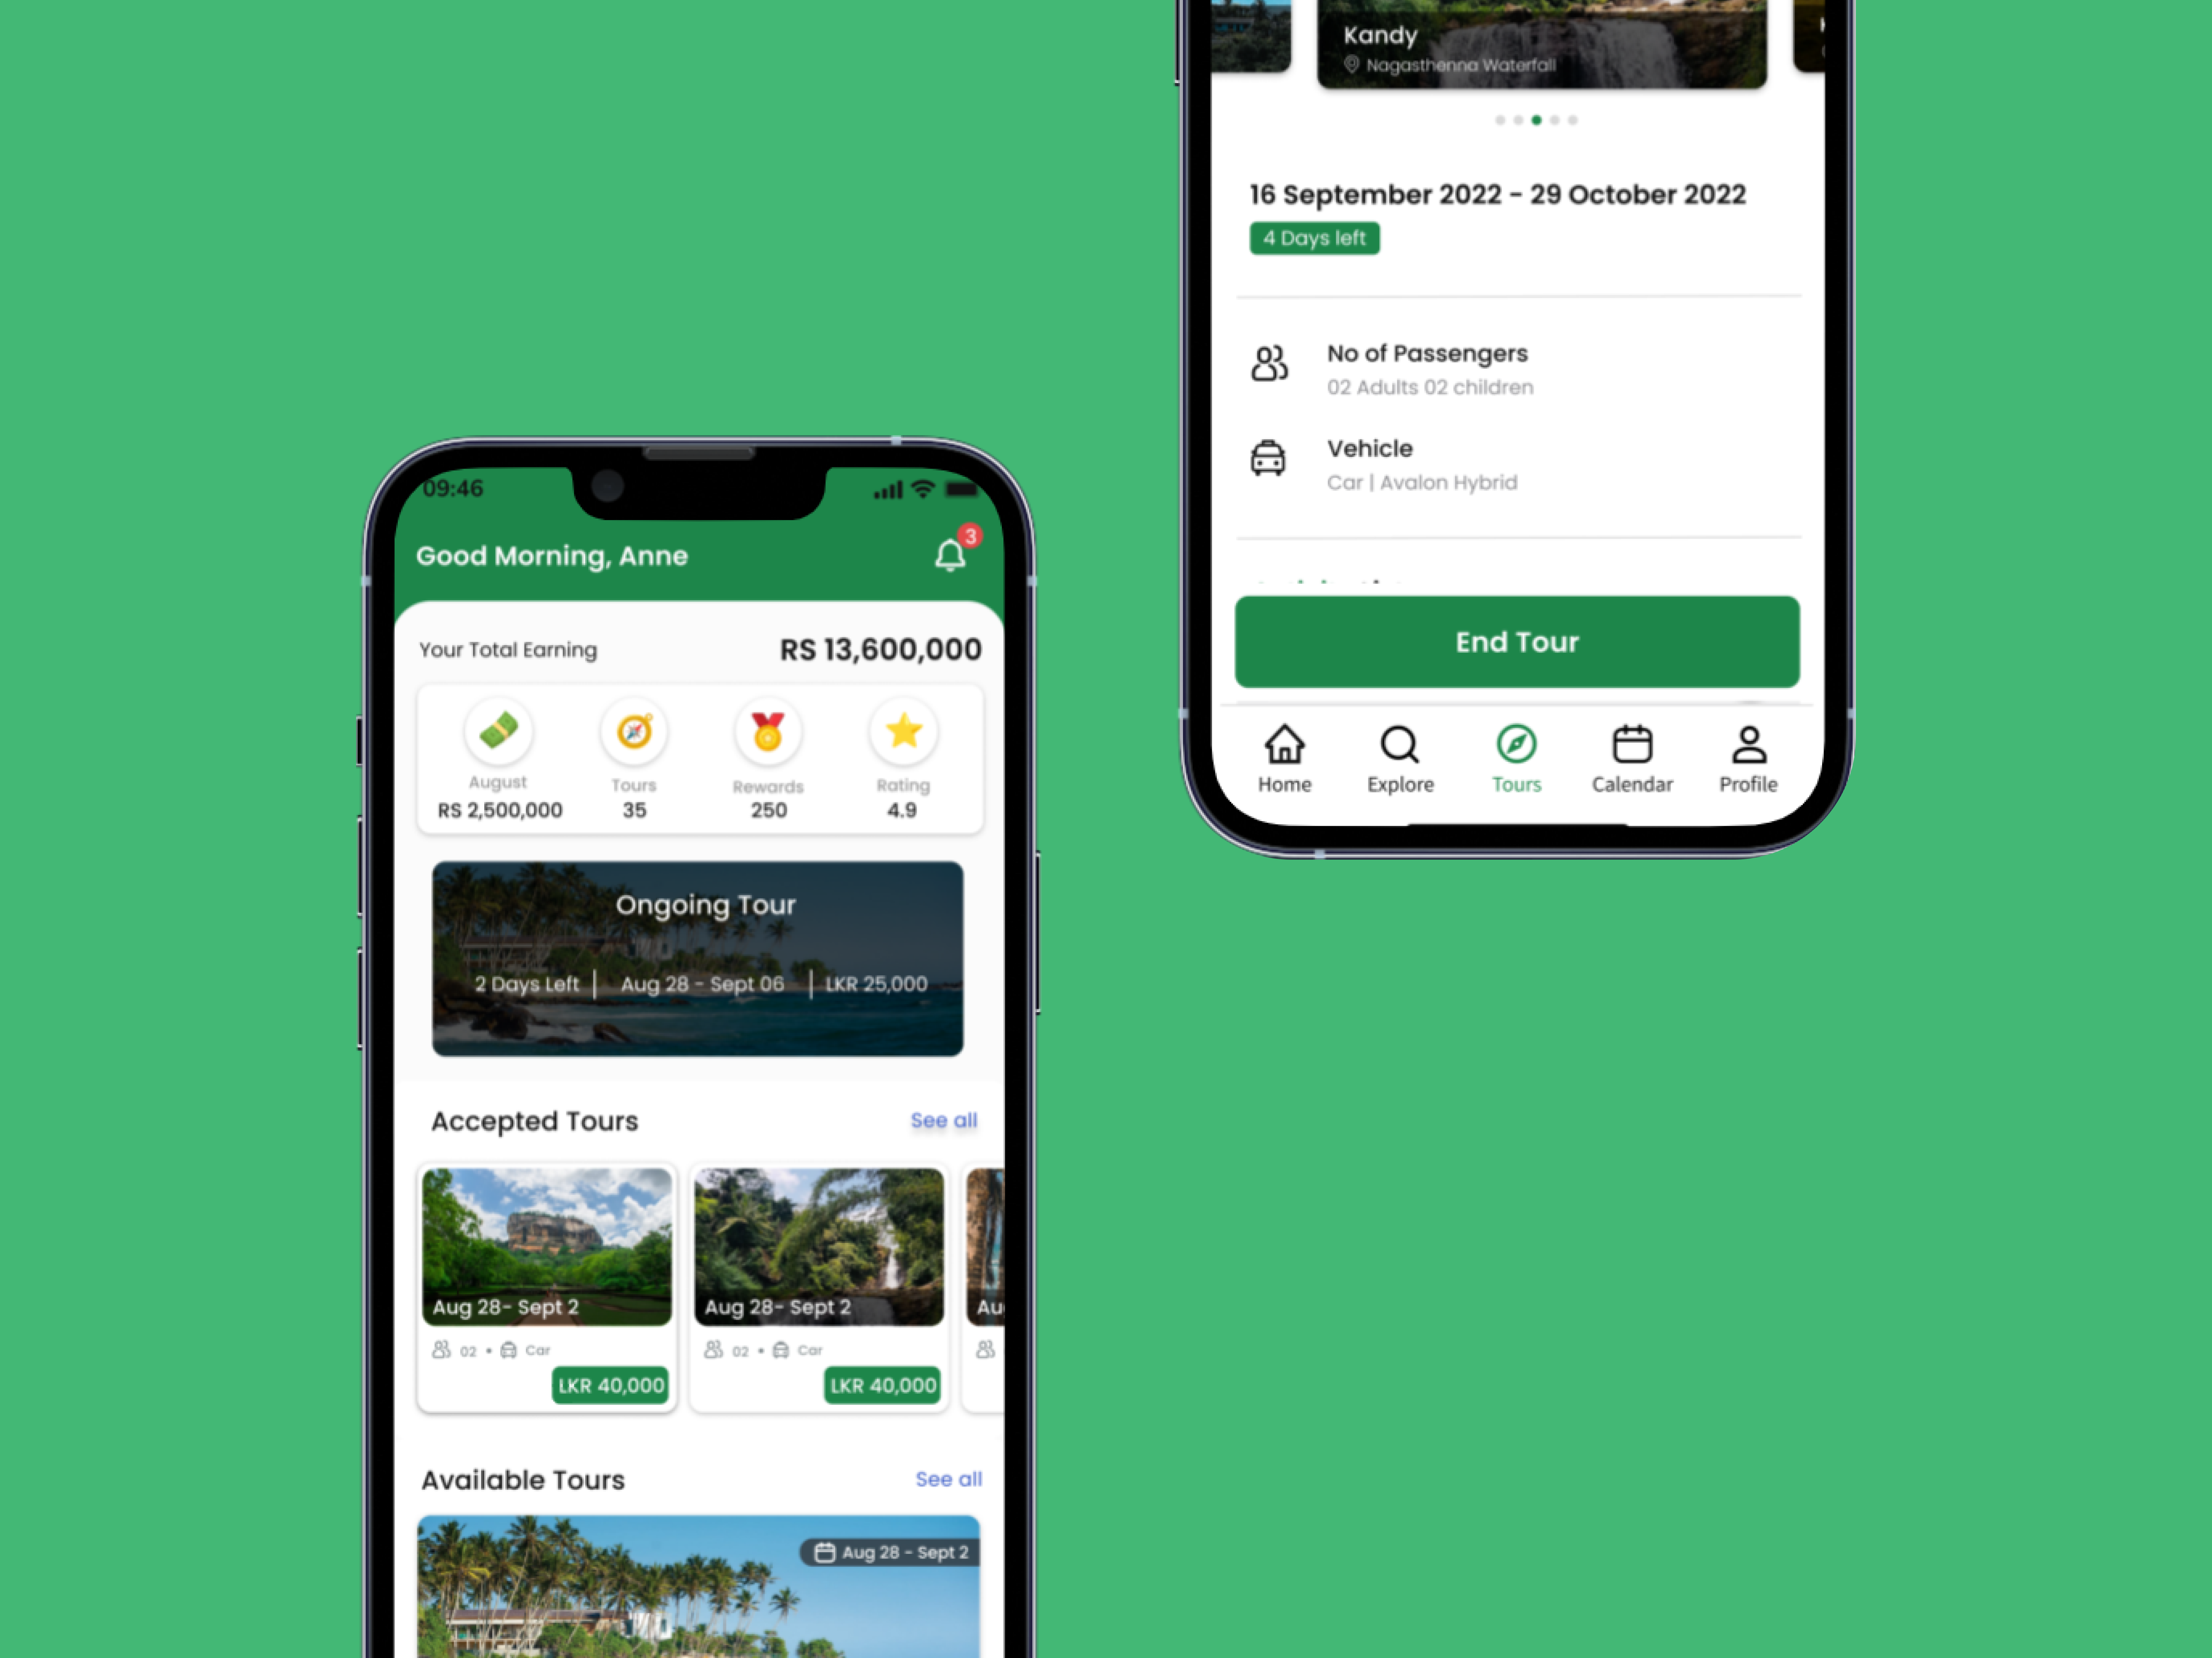 09:46
Good Morning, Anne
3
Your Total Earning
RS 13,600,000
August
RS 2,500,000
Tours
35
Rewards
250
Rating
4.9
Ongoing Tour
2 Days Left | Aug 28 - Sept 06 | LKR 25,000
Accepted Tours
See all
Aug 28- Sept 2
02 • Car
LKR 40,000
Aug 28- Sept 2
02 • Car
LKR 40,000
Available Tours
See all
Aug 28 - Sept 2
Kandy
Nagasthenna Waterfall
16 September 2022 - 29 October 2022
4 Days left
No of Passengers
02 Adults 02 children
Vehicle
Car | Avalon Hybrid
End Tour
Home
Explore
Tours
Calendar
Profile